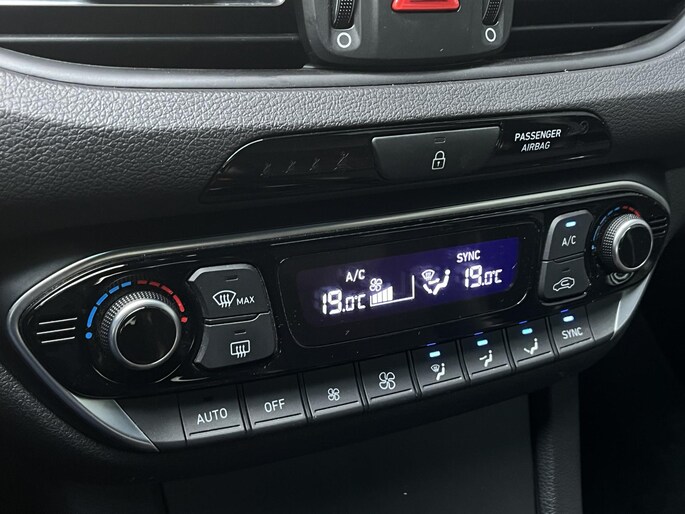 PASSENGER
AIRBAG
A/C
SYNC
19.0°C
19.0°C
A/C
MAX
AUTO
OFF
SYNC